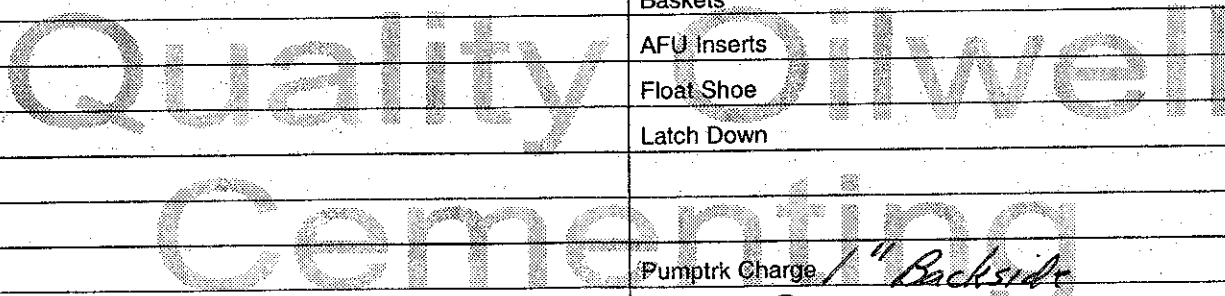 Baskets
Quality Oilwell
AFU Inserts
Float Shoe
Latch Down
Cementing
Pumptrk Charge 1" Backside